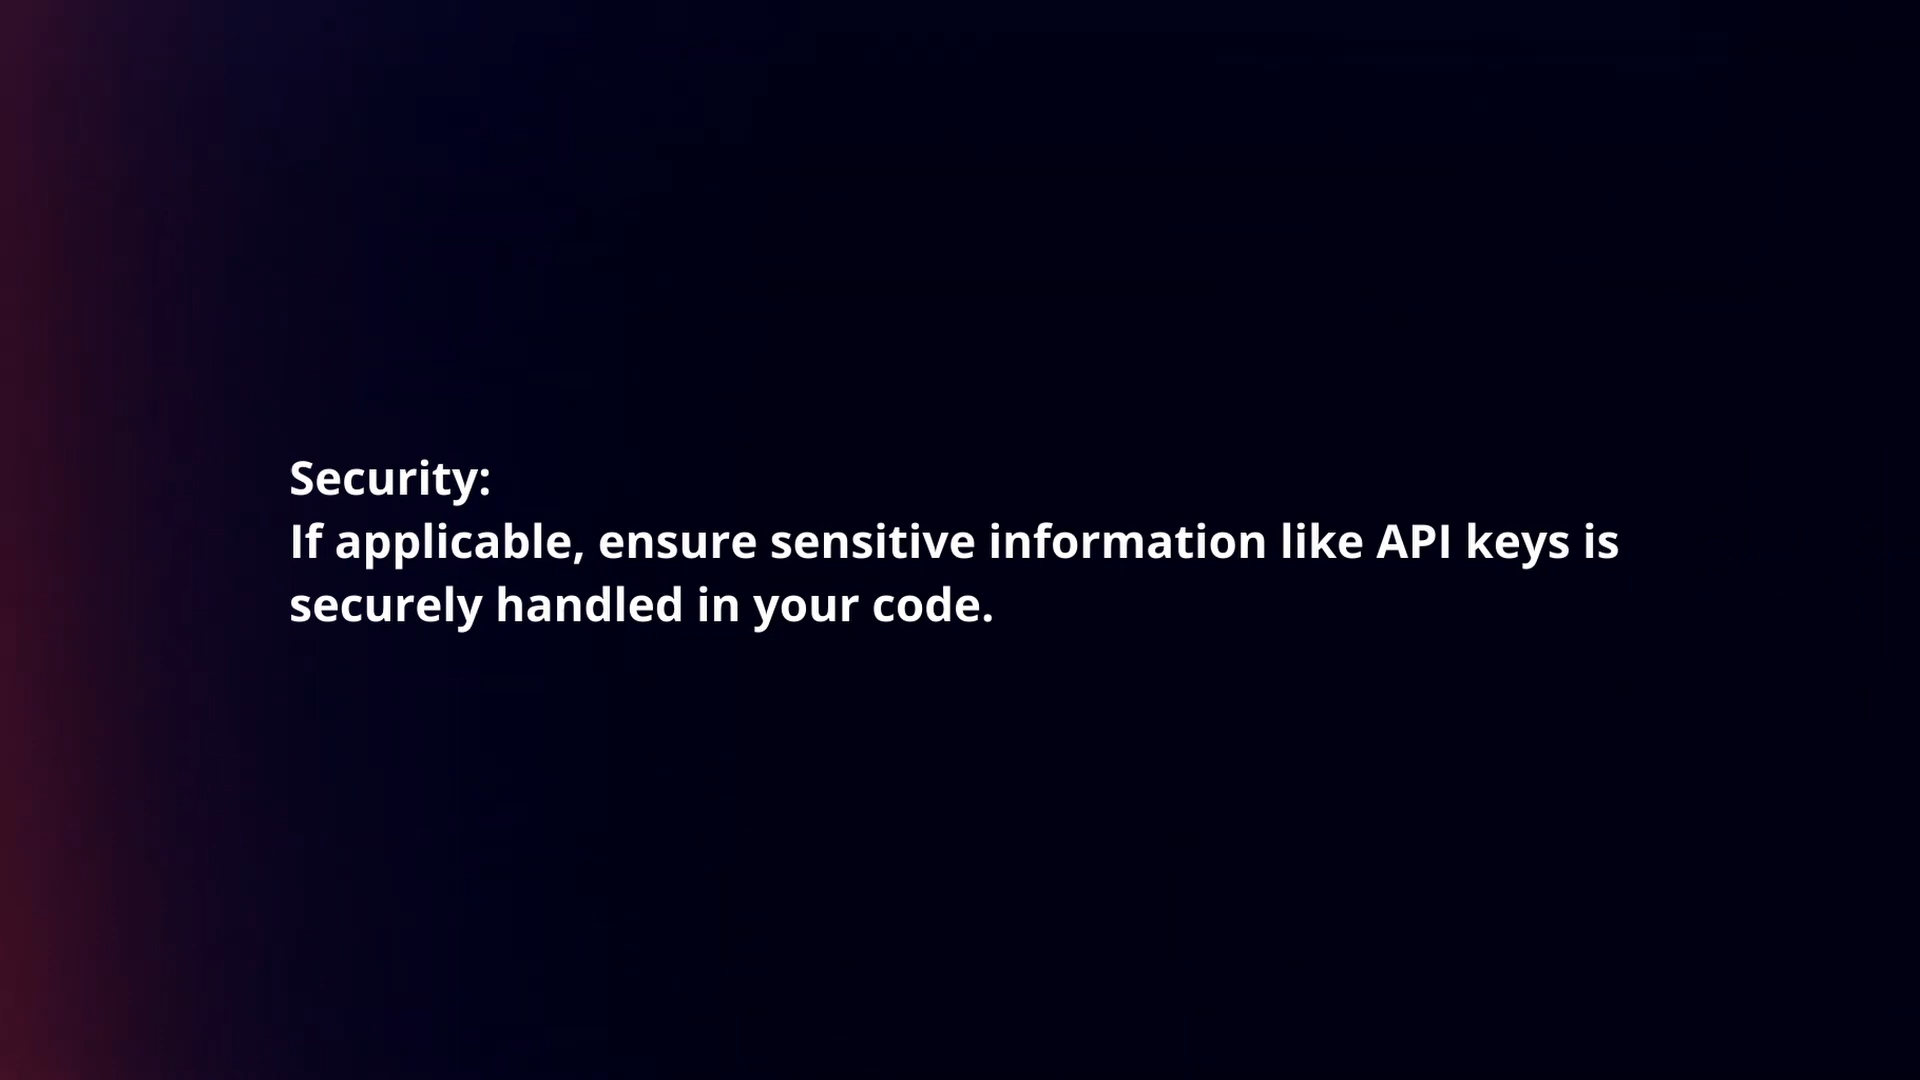 Security:
If applicable, ensure sensitive information like API keys is
securely handled in your code.